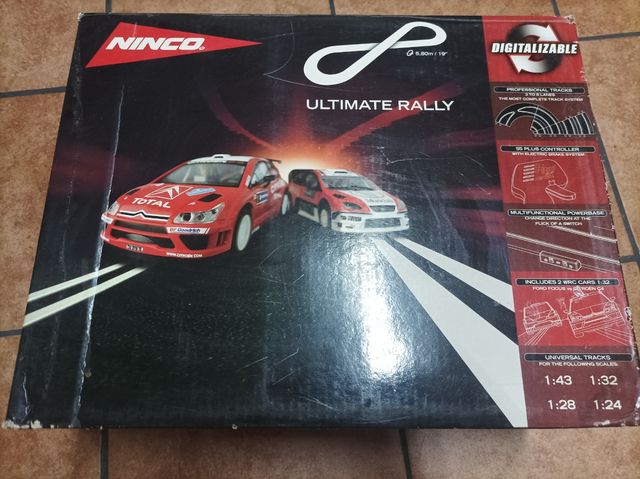 NINCO
5.80m / 19"
ULTIMATE RALLY
DIGITALIZABLE
PROFESSIONAL TRACKS
2 TO 8 LANES
THE MOST COMPLETE TRACK SYSTEM
55 PLUS CONTROLLER
WITH ELECTRIC BRAKE SYSTEM
MULTIFUNCTIONAL POWERBASE
CHANGE DIRECTION AT THE
FLICK OF A SWITCH
INCLUDES 2 WRC CARS 1:32
FORD FOCUS vs CITROËN C4
UNIVERSAL TRACKS
FOR THE FOLLOWING SCALES:
1:43 1:32
1:28 1:24
TOTAL
BFGoodrich